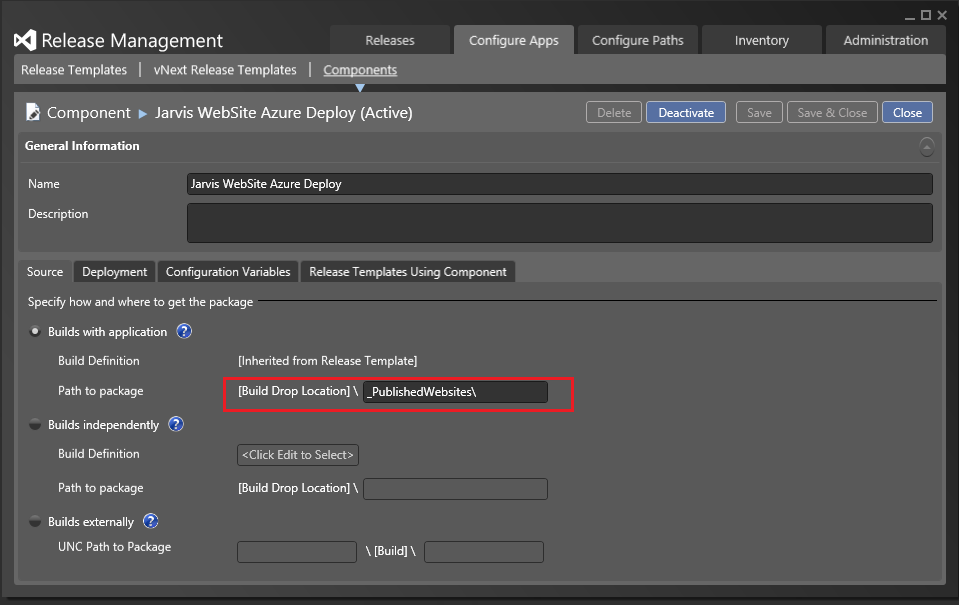 Release Management
Releases
Configure Apps
Configure Paths
Inventory
Administration
Release Templates
vNext Release Templates
Components
Component
Jarvis WebSite Azure Deploy (Active)
Delete
Deactivate
Save
Save & Close
Close
General Information
Name
Jarvis WebSite Azure Deploy
Description
Source
Deployment
Configuration Variables
Release Templates Using Component
Specify how and where to get the package
Builds with application ?
Build Definition
[Inherited from Release Template]
Path to package
[Build Drop Location] \ _PublishedWebsites\
Builds independently ?
Build Definition
<Click Edit to Select>
Path to package
[Build Drop Location] \
Builds externally ?
UNC Path to Package
\ [Build] \